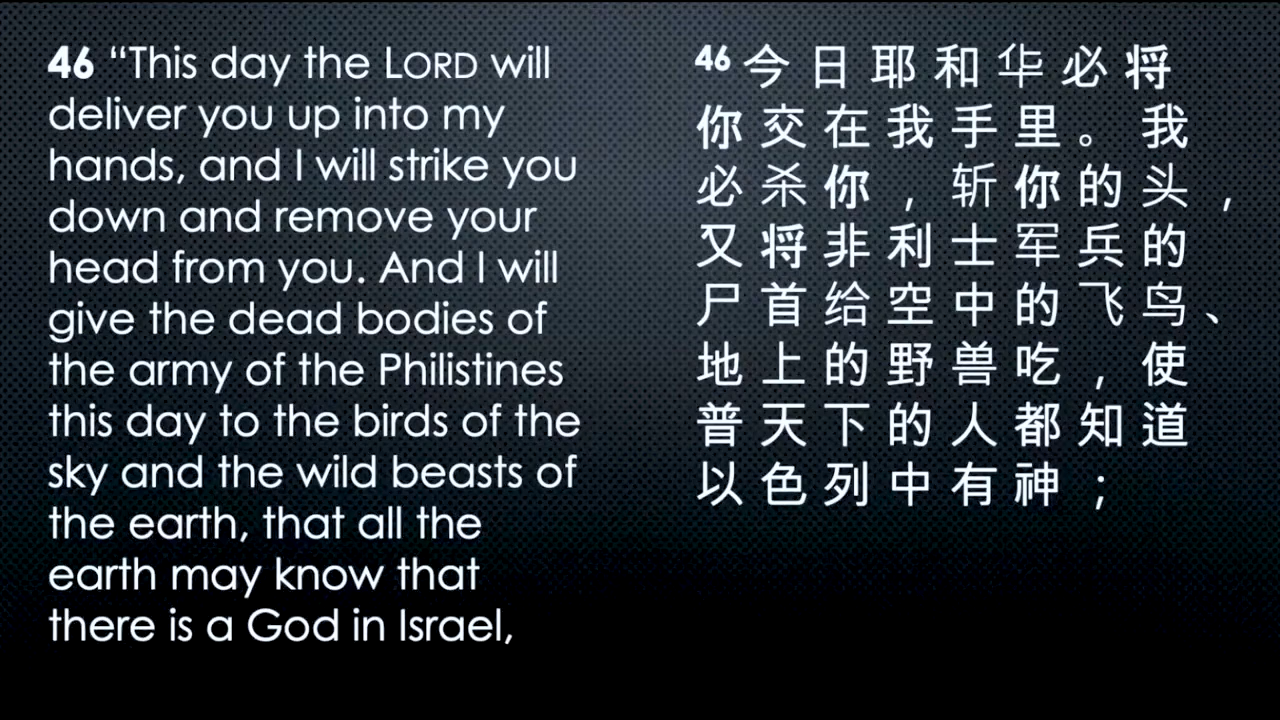 46 “This day the LORD will
deliver you up into my
hands, and I will strike you
down and remove your
head from you. And I will
give the dead bodies of
the army of the Philistines
this day to the birds of the
sky and the wild beasts of
the earth, that all the
earth may know that
there is a God in Israel,
46 今日耶和华必将
你交在我手里。我
必杀你，斩你的头，
又将非利士军兵的
尸首给空中的飞鸟、
地上的野兽吃，使
普天下的人都知道
以色列中有神；